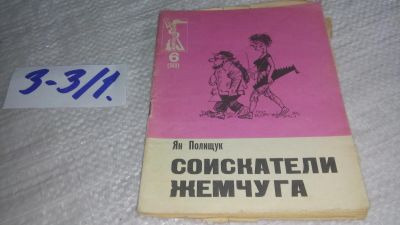 3-3/1.
6
Ян Полищук
СОИСКАТЕЛИ
ЖЕМЧУГА